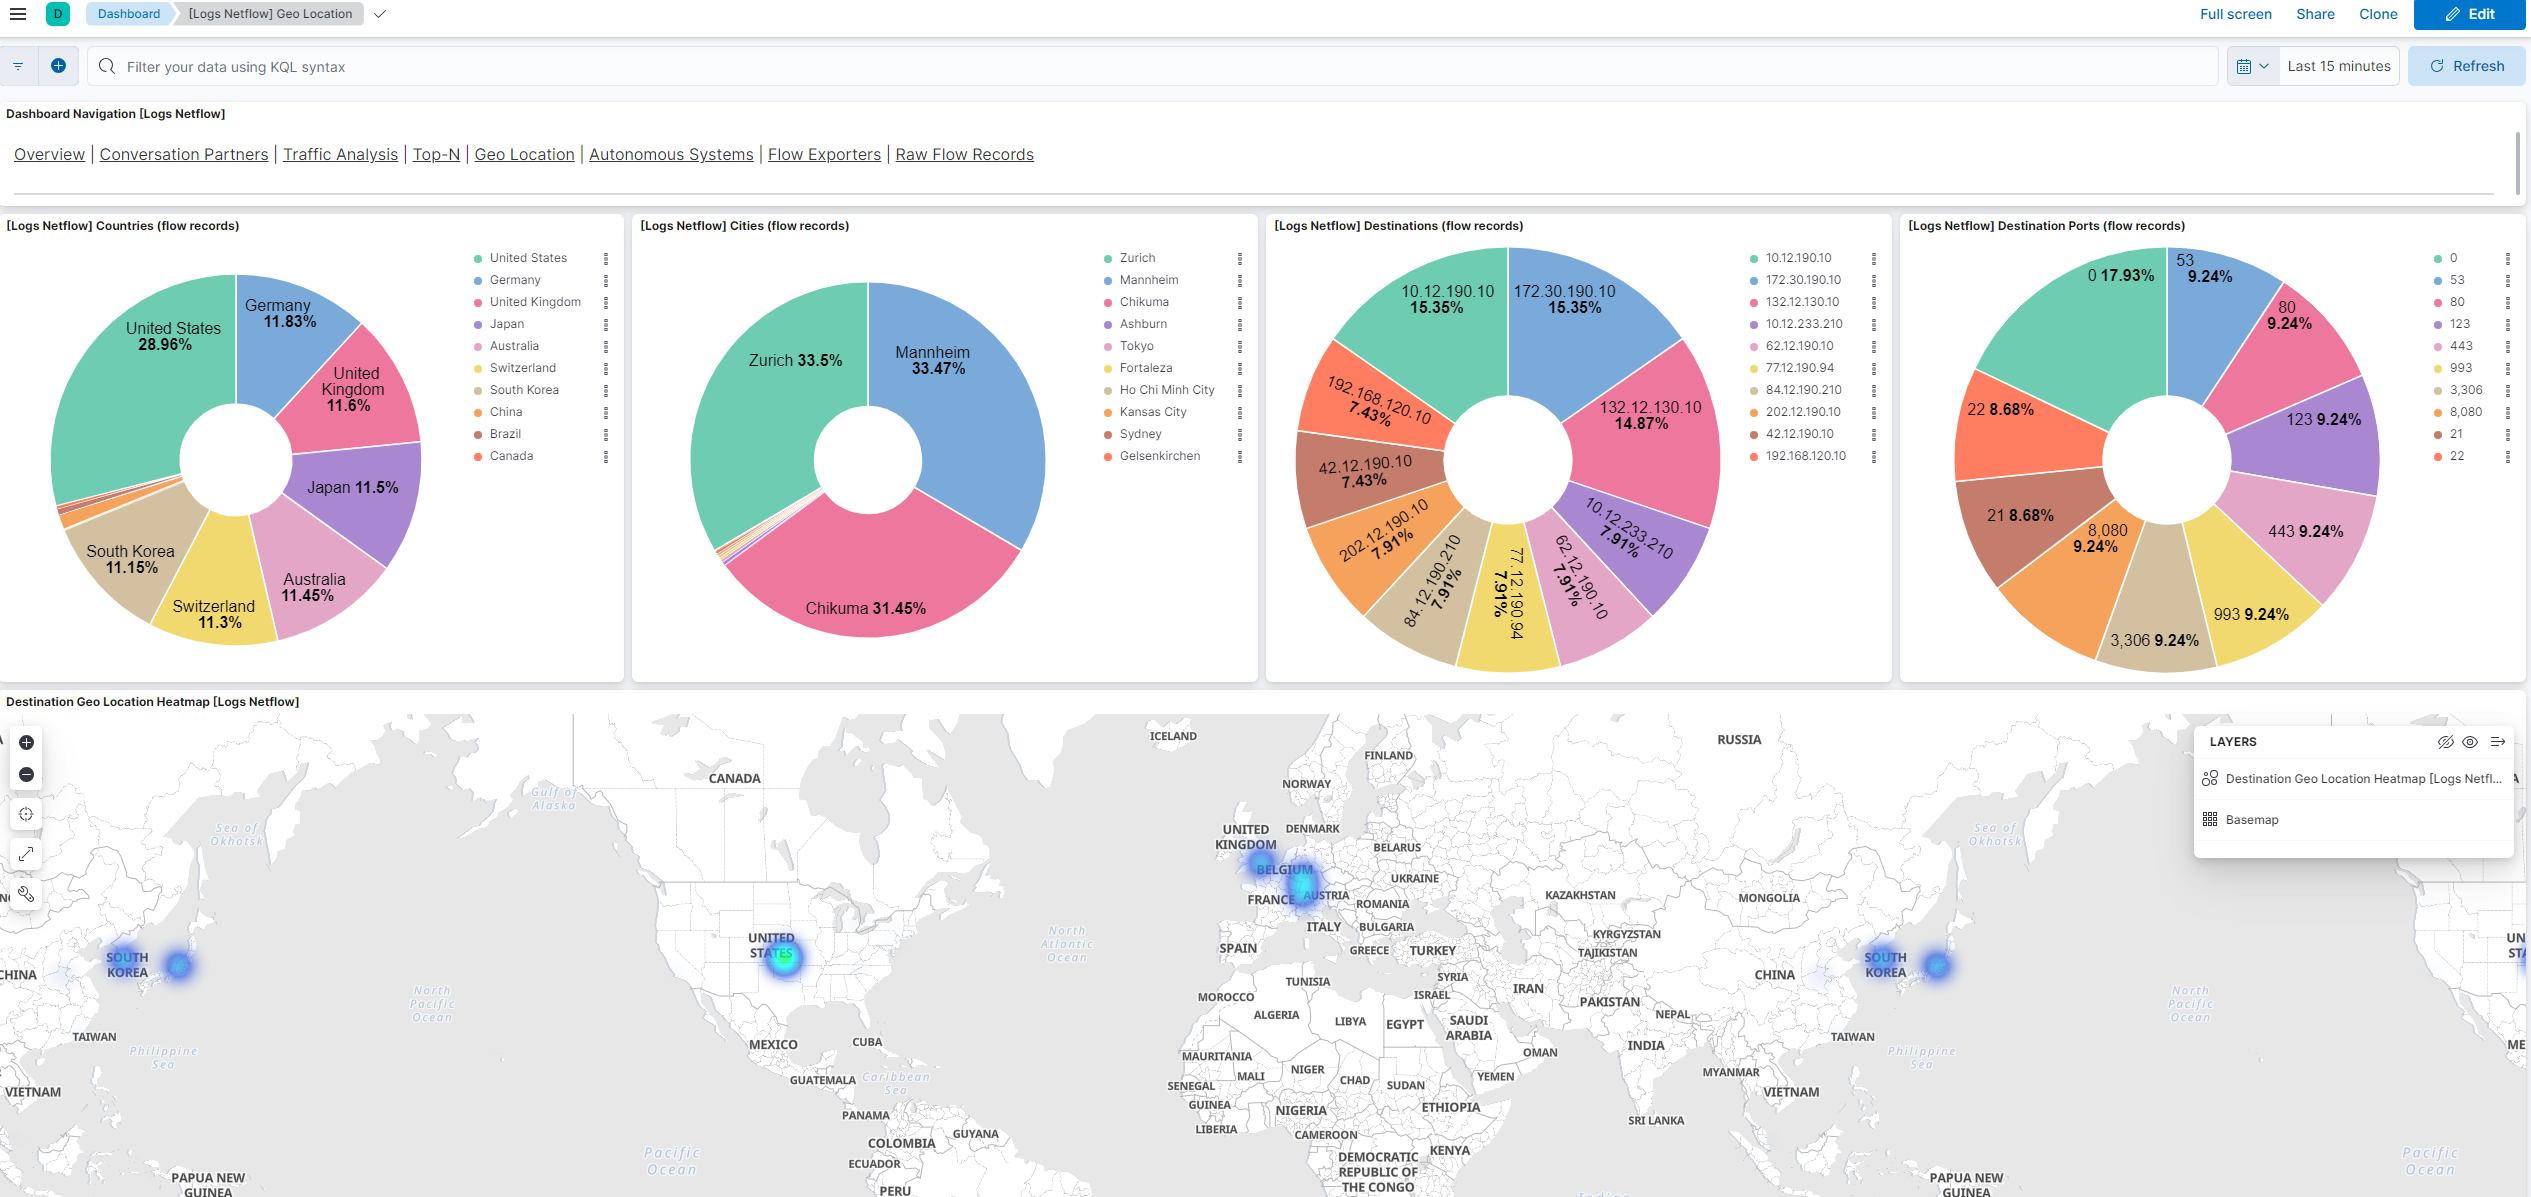 D Dashboard [Logs Netflow] Geo Location Full screen Share Clone Edit
Filter your data using KQL syntax Last 15 minutes Refresh
Dashboard Navigation [Logs Netflow]
Overview | Conversation Partners | Traffic Analysis | Top-N | Geo Location | Autonomous Systems | Flow Exporters | Raw Flow Records
[Logs Netflow] Countries (flow records)
United States
28.96%
Germany
11.83%
United
Kingdom
11.6%
Japan 11.5%
Australia
11.45%
Switzerland
11.3%
South Korea
11.15%
United States
Germany
United Kingdom
Japan
Australia
Switzerland
South Korea
China
Brazil
Canada
[Logs Netflow] Cities (flow records)
Zurich 33.5%
Mannheim
33.47%
Chikuma 31.45%
Zurich
Mannheim
Chikuma
Ashburn
Tokyo
Fortaleza
Ho Chi Minh City
Kansas City
Sydney
Gelsenkirchen
[Logs Netflow] Destinations (flow records)
10.12.190.10
15.35%
172.30.190.10
15.35%
132.12.130.10
14.87%
10.12.233.210
7.91%
62.12.190.10
7.91%
77.12.190.94
7.91%
84.12.190.210
7.91%
202.12.190.10
7.91%
42.12.190.10
7.43%
192.168.120.10
7.43%
10.12.190.10
172.30.190.10
132.12.130.10
10.12.233.210
62.12.190.10
77.12.190.94
84.12.190.210
202.12.190.10
42.12.190.10
192.168.120.10
[Logs Netflow] Destination Ports (flow records)
0 17.93%
53
9.24%
80
9.24%
123 9.24%
443 9.24%
993 9.24%
3,306 9.24%
8,080
9.24%
21 8.68%
22 8.68%
0
53
80
123
443
993
3,306
8,080
21
22
Destination Geo Location Heatmap [Logs Netflow]
LAYERS
Destination Geo Location Heatmap [Logs Netfl...
Basemap
ICELAND
RUSSIA
FINLAND
CANADA
NORWAY
Gulf of
Alaska
Sea of
Okhotsk
UNITED
KINGDOM
DENMARK
Sea of
Okhotsk
BELARUS
BELGIUM
UKRAINE
FRANCE
AUSTRIA
ROMANIA
KAZAKHSTAN
MONGOLIA
ITALY
BULGARIA
North
Atlantic
Ocean
KYRGYZSTAN
UNITED
STATES
SPAIN
GREECE
TURKEY
TAJIKISTAN
SOUTH
KOREA
CHINA
SOUTH
KOREA
CHINA
SYRIA
TUNISIA
IRAN
ISRAEL
MOROCCO
PAKISTAN
North
Pacific
Ocean
North
Pacific
Ocean
ALGERIA
LIBYA
EGYPT
SAUDI
ARABIA
NEPAL
TAIWAN
TAIWAN
MEXICO
CUBA
INDIA
OMAN
Philippine
Sea
Philippine
Sea
MAURITANIA
NIGER
MALI
CHAD
SUDAN
YEMEN
MYANMAR
GUATEMALA
Caribbean
Sea
SENEGAL
VIETNAM
VIETNAM
GUINEA
NIGERIA
ETHIOPIA
PANAMA
SRI LANKA
LIBERIA
CAMEROON
GUYANA
COLOMBIA
KENYA
Pacific
Ocean
Pacific
Ocean
ECUADOR
DEMOCRATIC
REPUBLIC OF
THE CONGO
PAPUA NEW
GUINEA
PAPUA NEW
GUINEA
PERU